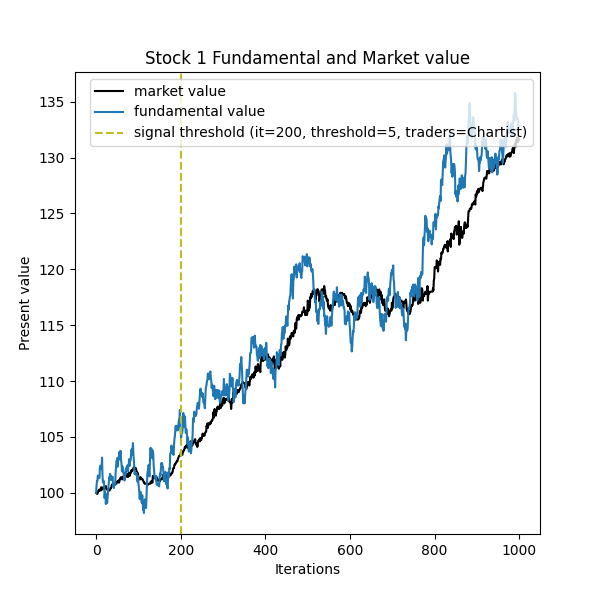 Stock 1 Fundamental and Market value
market value
fundamental value
signal threshold (it=200, threshold=5, traders=Chartist)
Present value
135
130
125
120
115
110
105
100
0 200 400 600 800 1000
Iterations